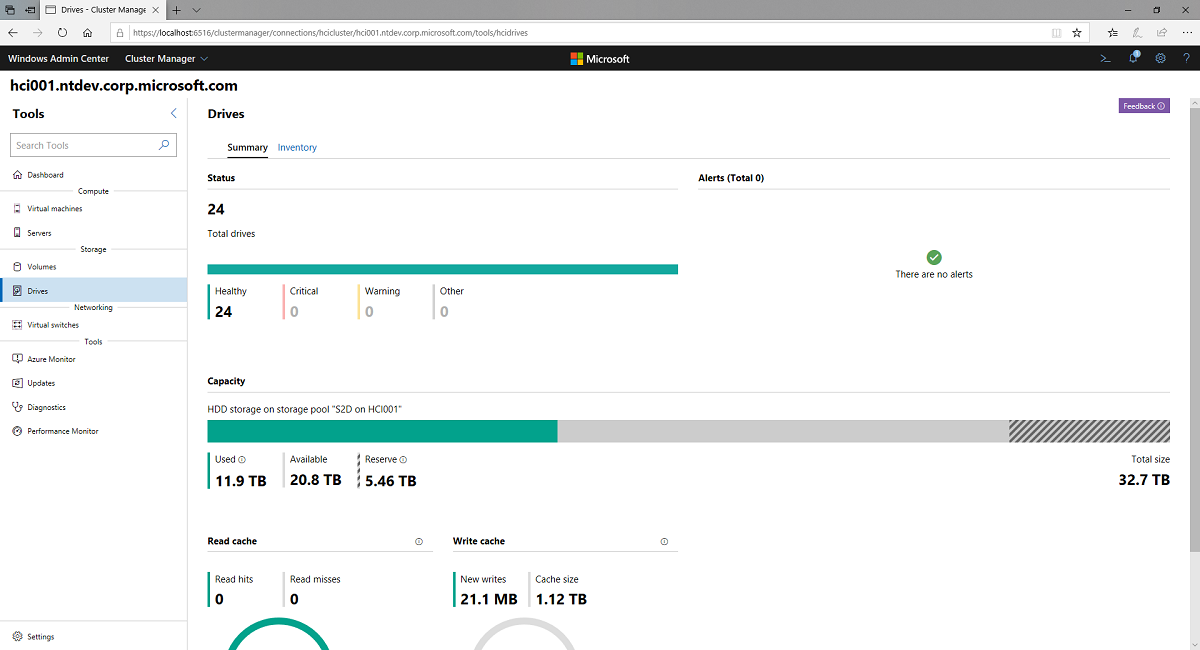 Drives - Cluster Manage
https://localhost:6516/clustermanager/connections/hcicluster/hci001.ntdev.corp.microsoft.com/tools/hcidrives
Windows Admin Center Cluster Manager Microsoft 1
hci001.ntdev.corp.microsoft.com
Tools
Search Tools
Dashboard
Compute
Virtual machines
Servers
Storage
Volumes
Drives
Networking
Virtual switches
Tools
Azure Monitor
Updates
Diagnostics
Performance Monitor
Settings
Drives
Feedback
Summary Inventory
Status
24
Total drives
Healthy Critical Warning Other
24 0 0 0
Alerts (Total 0)
There are no alerts
Capacity
HDD storage on storage pool "S2D on HCI001"
Used Available Reserve Total size
11.9 TB 20.8 TB 5.46 TB 32.7 TB
Read cache
Read hits Read misses
0 0
Write cache
New writes Cache size
21.1 MB 1.12 TB